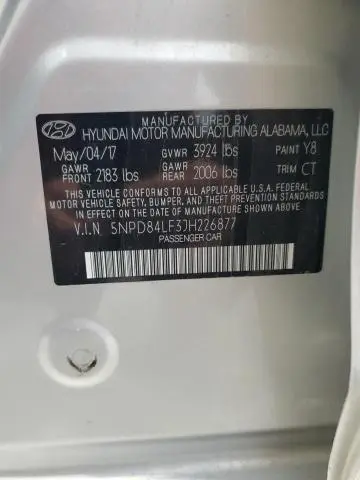 MANUFACTURED BY
HYUNDAI MOTOR MANUFACTURING ALABAMA, LLC
May/04/17 GVWR 3924 lbs PAINT Y8
GAWR FRONT 2183 lbs GAWR REAR 2006 lbs TRIM CT
THIS VEHICLE CONFORMS TO ALL APPLICABLE U.S.A. FEDERAL
MOTOR VEHICLE SAFETY, BUMPER, AND THEFT PREVENTION STANDARDS
IN EFFECT ON THE DATE OF MANUFACTURE SHOWN ABOVE.
V.I.N 5NPD84LF3JH226877
PASSENGER CAR